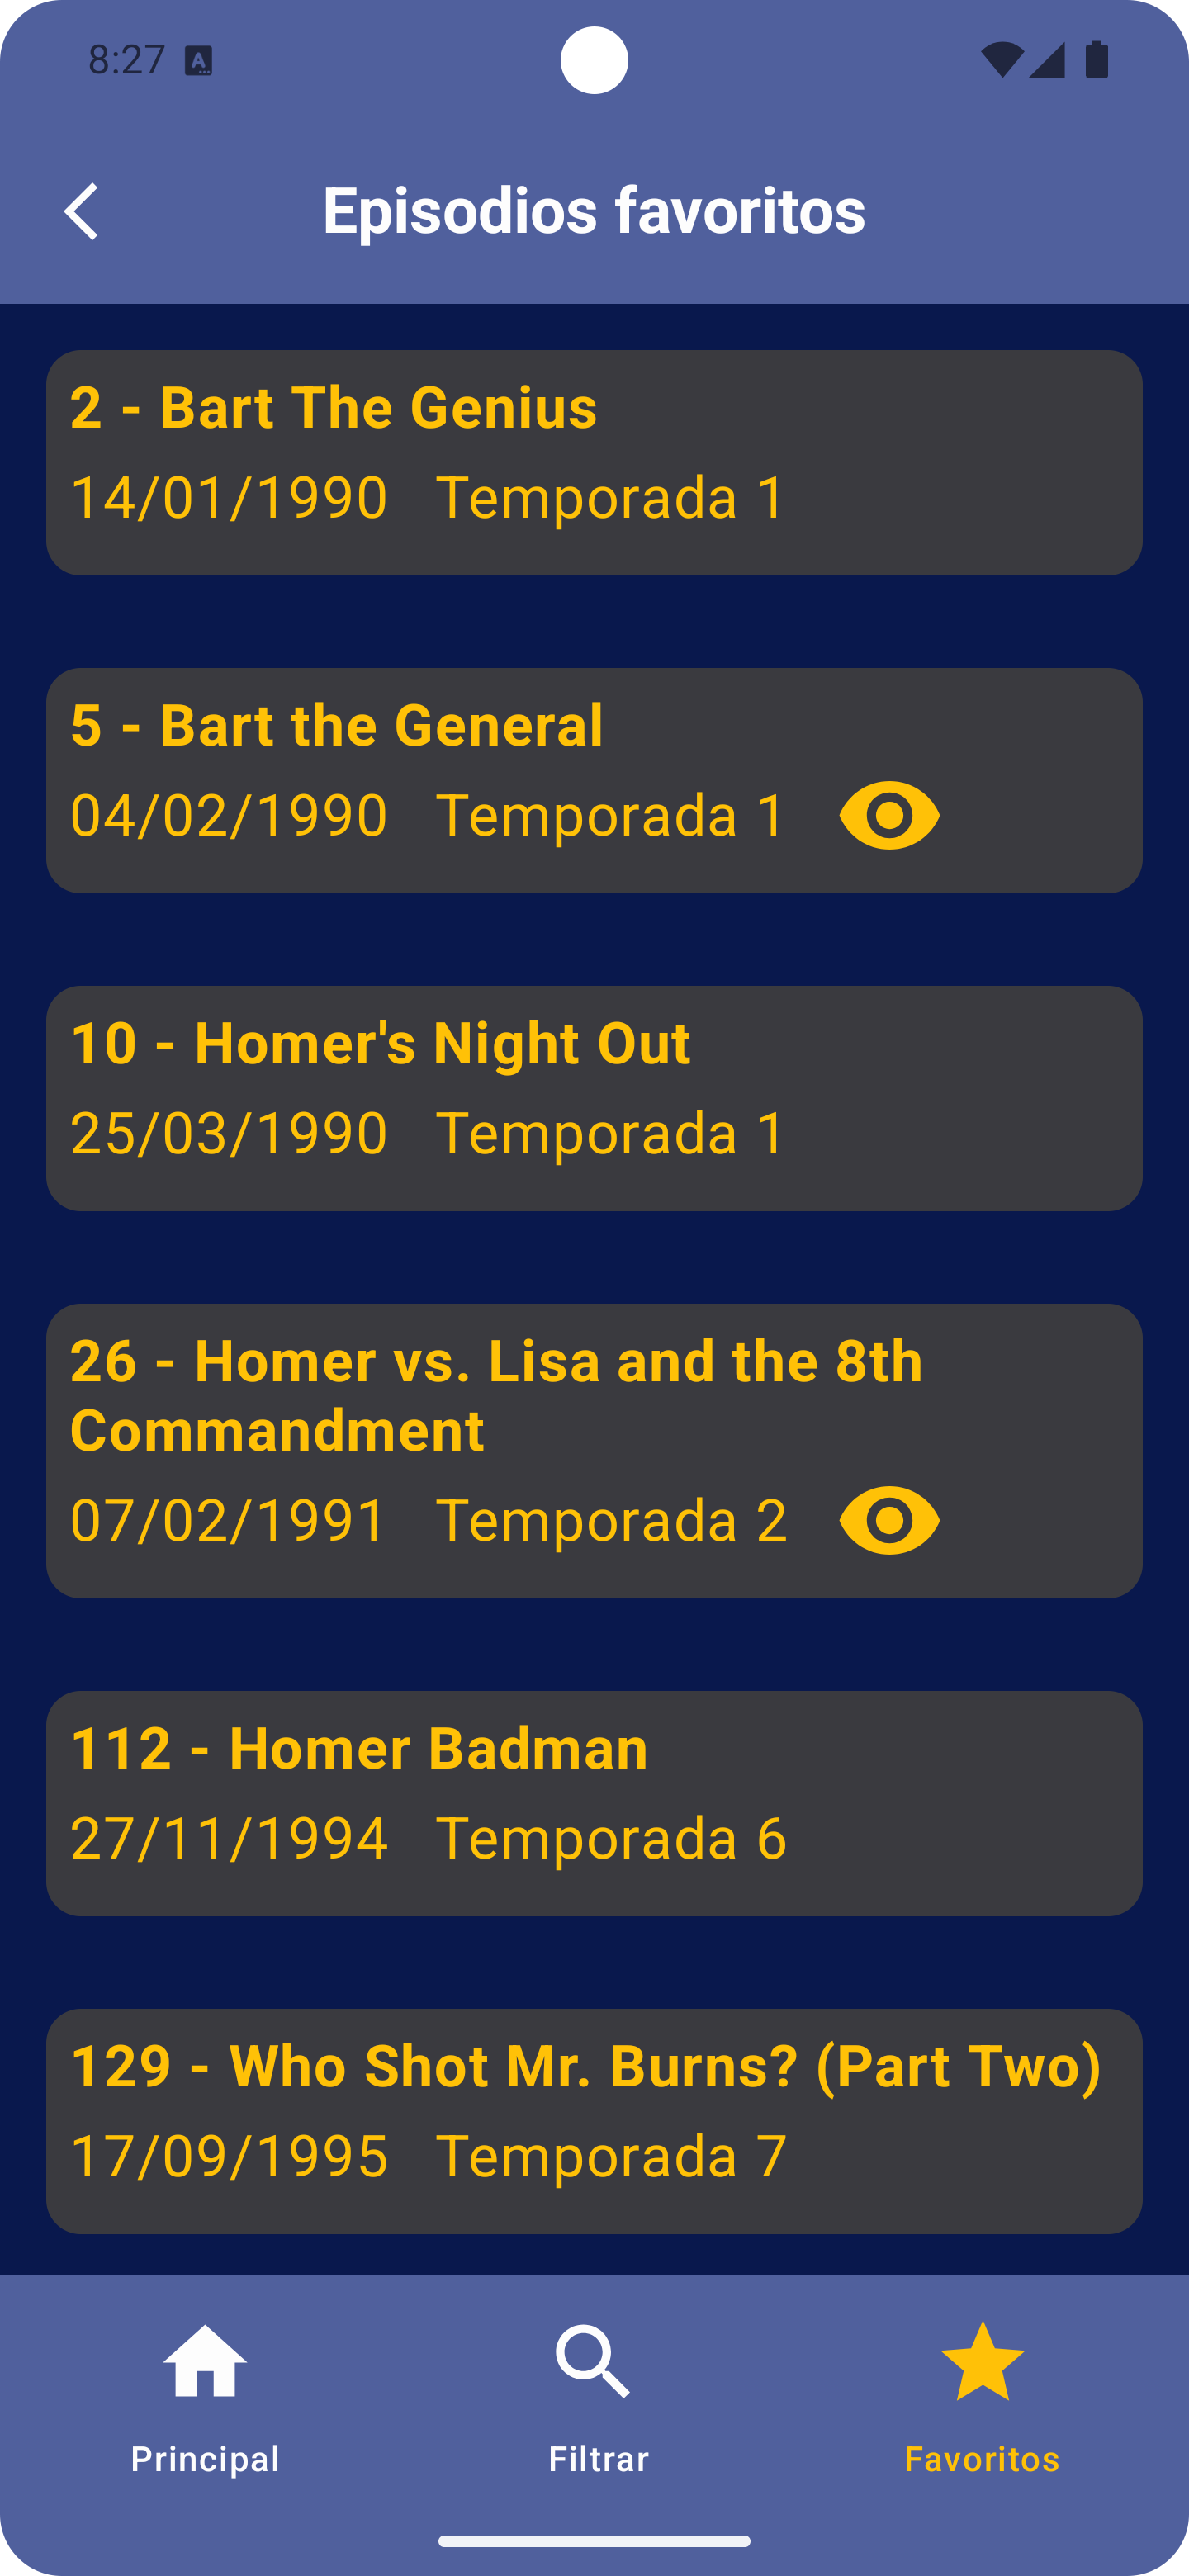 8:27
Episodios favoritos
2 - Bart The Genius
14/01/1990 Temporada 1
5 - Bart the General
04/02/1990 Temporada 1
10 - Homer's Night Out
25/03/1990 Temporada 1
26 - Homer vs. Lisa and the 8th
Commandment
07/02/1991 Temporada 2
112 - Homer Badman
27/11/1994 Temporada 6
129 - Who Shot Mr. Burns? (Part Two)
17/09/1995 Temporada 7
Principal Filtrar Favoritos